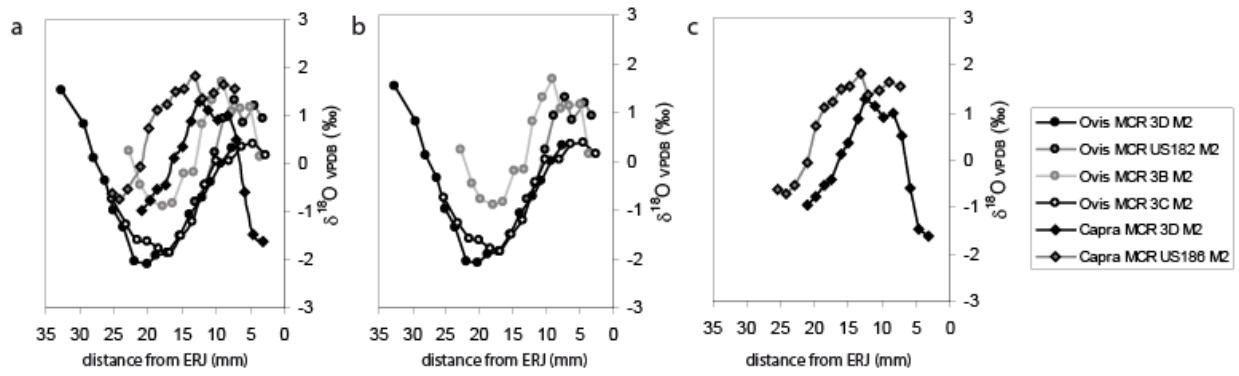 a
3
2
1
0
-1
-2
-3
δ18O VPDB (‰)
35 30 25 20 15 10 5 0
distance from ERJ (mm)
b
3
2
1
0
-1
-2
-3
δ18O VPDB (‰)
35 30 25 20 15 10 5 0
distance from ERJ (mm)
c
3
2
1
0
-1
-2
-3
δ18O VPDB (‰)
35 30 25 20 15 10 5 0
distance from ERJ (mm)
Ovis MCR 3D M2
Ovis MCR US182 M2
Ovis MCR 3B M2
Ovis MCR 3C M2
Capra MCR 3D M2
Capra MCR US186 M2